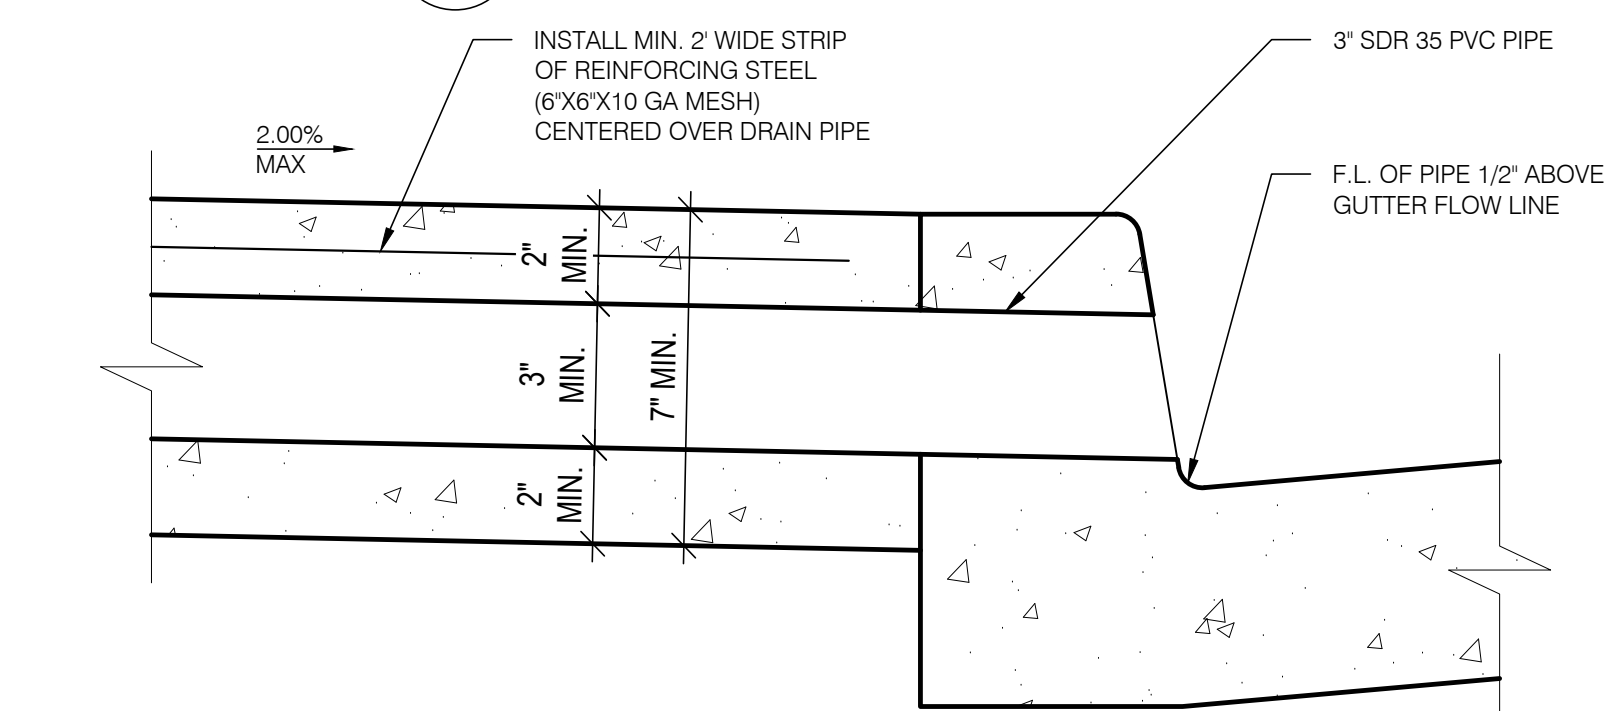 INSTALL MIN. 2' WIDE STRIP
OF REINFORCING STEEL
(6"X6"X10 GA MESH)
CENTERED OVER DRAIN PIPE
3" SDR 35 PVC PIPE
2.00%
MAX
F.L. OF PIPE 1/2" ABOVE
GUTTER FLOW LINE
2"
MIN.
3"
MIN.
7" MIN.
2"
MIN.